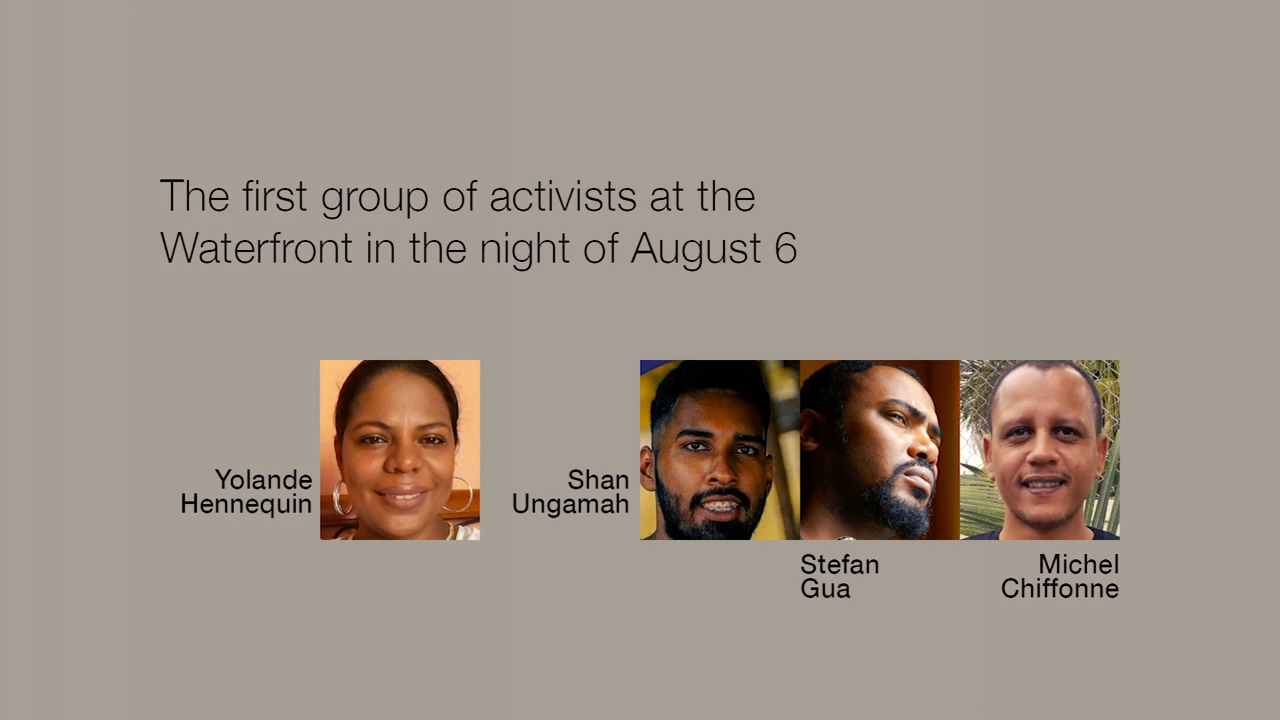 The first group of activists at the
Waterfront in the night of August 6
Yolande
Hennequin
Shan
Ungamah
Stefan
Gua
Michel
Chiffonne